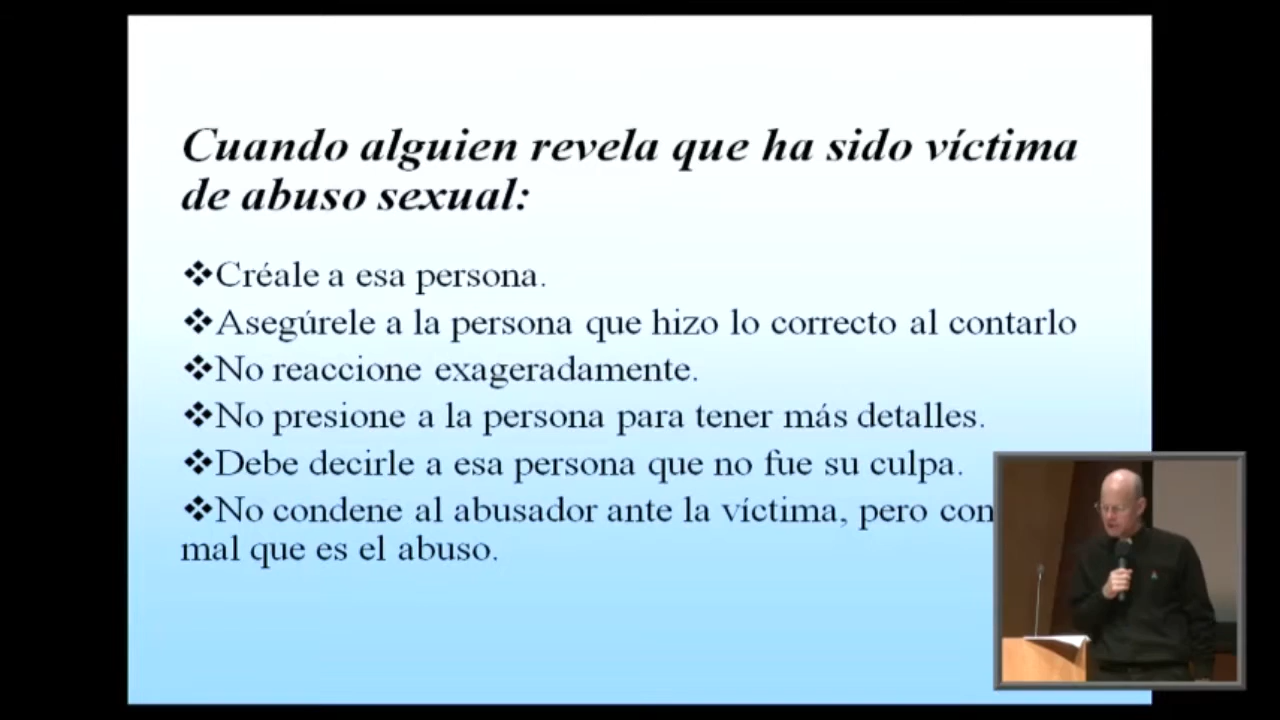 Cuando alguien revela que ha sido víctima
de abuso sexual:
❖Créale a esa persona.
❖Asegúrele a la persona que hizo lo correcto al contarlo
❖No reaccione exageradamente.
❖No presione a la persona para tener más detalles.
❖Debe decirle a esa persona que no fue su culpa.
❖No condene al abusador ante la víctima, pero con
mal que es el abuso.